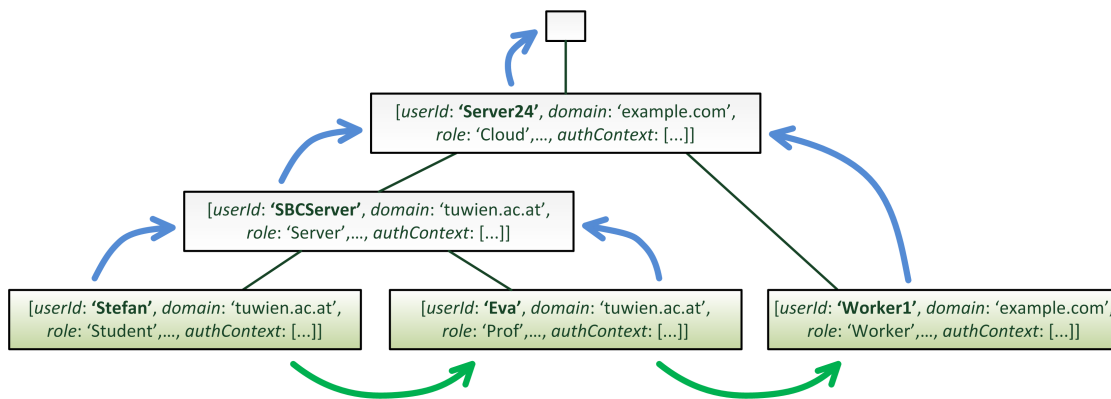 [userId: ‘Server24’, domain: ‘example.com’,
role: ‘Cloud’,…, authContext: [...]]
[userId: ‘SBCServer’, domain: ‘tuwien.ac.at’,
role: ‘Server’,…, authContext: [...]]
[userId: ‘Stefan’, domain: ‘tuwien.ac.at’,
role: ‘Student’,…, authContext: [...]]
[userId: ‘Eva’, domain: ‘tuwien.ac.at’,
role: ‘Prof’,…, authContext: [...]]
[userId: ‘Worker1’, domain: ‘example.com’,
role: ‘Worker’,…, authContext: [...]]